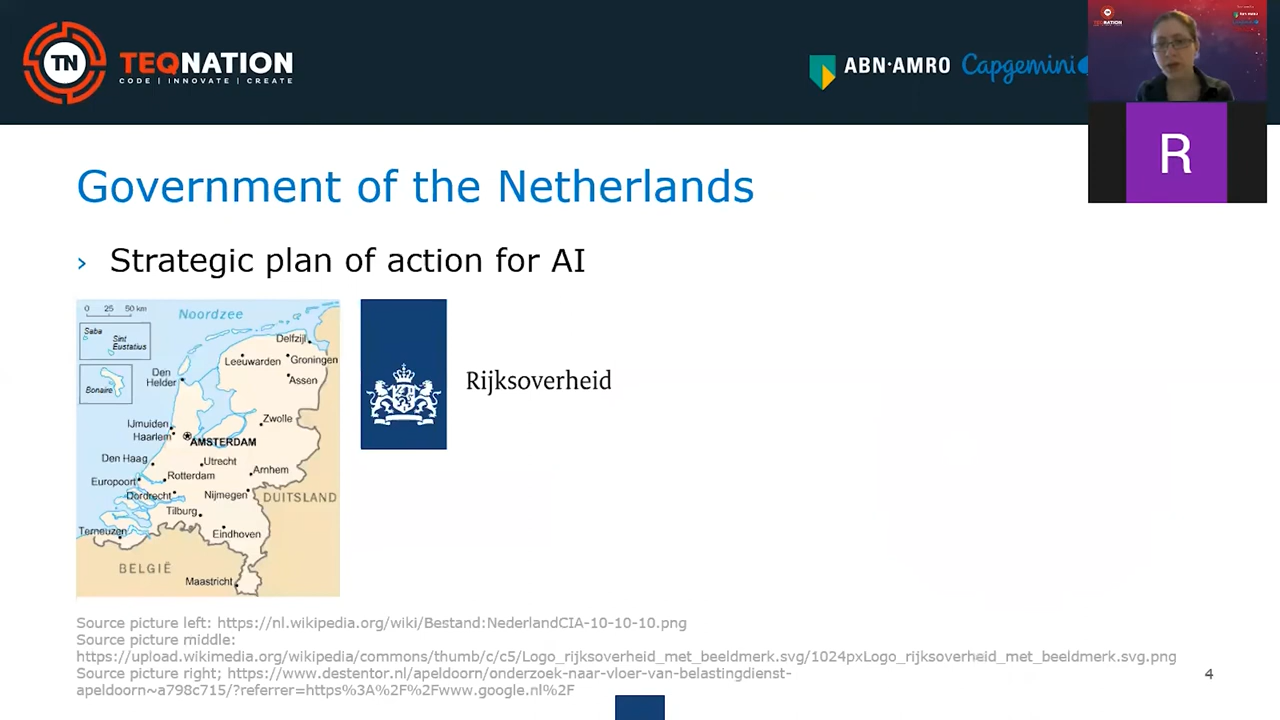 TN
TEQNATION
CODE | INNOVATE | CREATE
ABN·AMRO
Capgemini
R
Government of the Netherlands
› Strategic plan of action for AI
0 25 50 km
Noordzee
Saba
Sint
Eustatius
Bonaire
Delfzijl
Leeuwarden
Groningen
Den
Helder
Assen
IJmuiden
Haarlem
Zwolle
AMSTERDAM
Den Haag
Utrecht
Arnhem
Europoort
Rotterdam
Dordrecht
Nijmegen
DUITSLAND
Tilburg
Terneuzen
Eindhoven
BELGIË
Maastricht
Rijksoverheid
Source picture left: https://nl.wikipedia.org/wiki/Bestand:NederlandCIA-10-10-10.png
Source picture middle:
https://upload.wikimedia.org/wikipedia/commons/thumb/c/c5/Logo_rijksoverheid_met_beeldmerk.svg/1024pxLogo_rijksoverheid_met_beeldmerk.svg.png
Source picture right; https://www.destentor.nl/apeldoorn/onderzoek-naar-vloer-van-belastingdienst-
apeldoorn~a798c715/?referrer=https%3A%2F%2Fwww.google.nl%2F
4